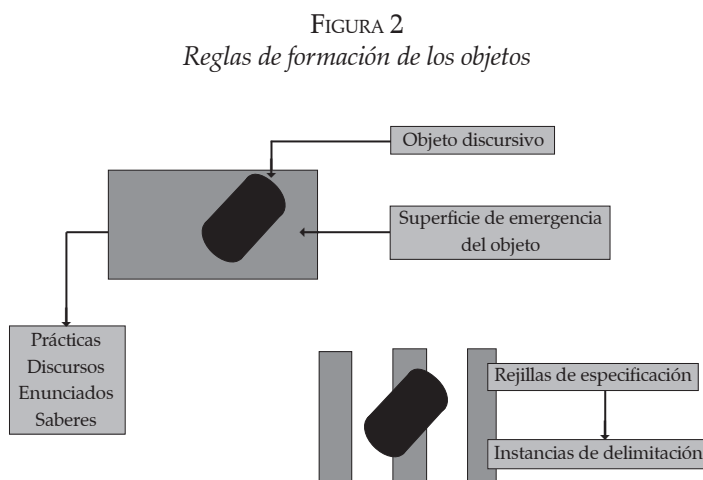 FIGURA 2
Reglas de formación de los objetos
Objeto discursivo
Superficie de emergencia
del objeto
Prácticas
Discursos
Enunciados
Saberes
Rejillas de especificación
Instancias de delimitación